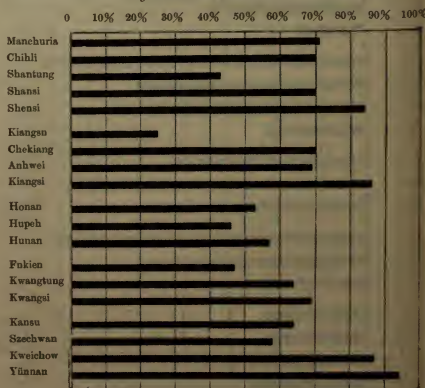 0 10% 20% 30% 40% 50% 60% 70% 80% 90% 100%
Manchuria
Chihli
Shantung
Shansi
Shensi
Kiangsu
Chekiang
Anhwei
Kiangsi
Honan
Hupeh
Hunan
Fukien
Kwangtung
Kwangsi
Kansu
Szechwan
Kweichow
Yünnan